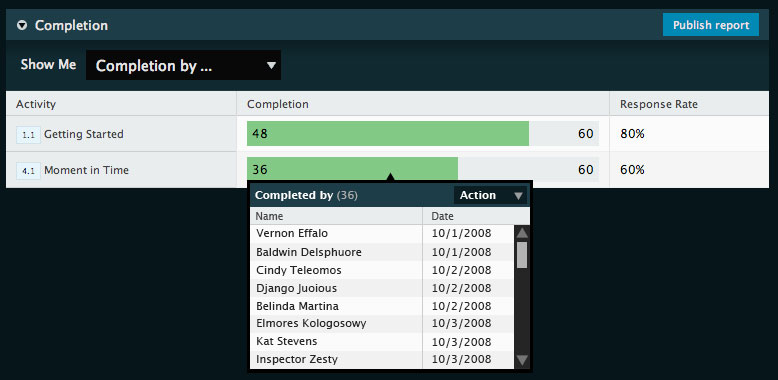 Completion Publish report
Show Me Completion by ...
Activity Completion Response Rate
1.1 Getting Started 48 60 80%
4.1 Moment in Time 36 60 60%
Completed by (36) Action
Name Date
Vernon Effalo 10/1/2008
Baldwin Delsphuore 10/1/2008
Cindy Teleomos 10/2/2008
Django Juoious 10/2/2008
Belinda Martina 10/2/2008
Elmores Kologosowy 10/3/2008
Kat Stevens 10/3/2008
Inspector Zesty 10/3/2008